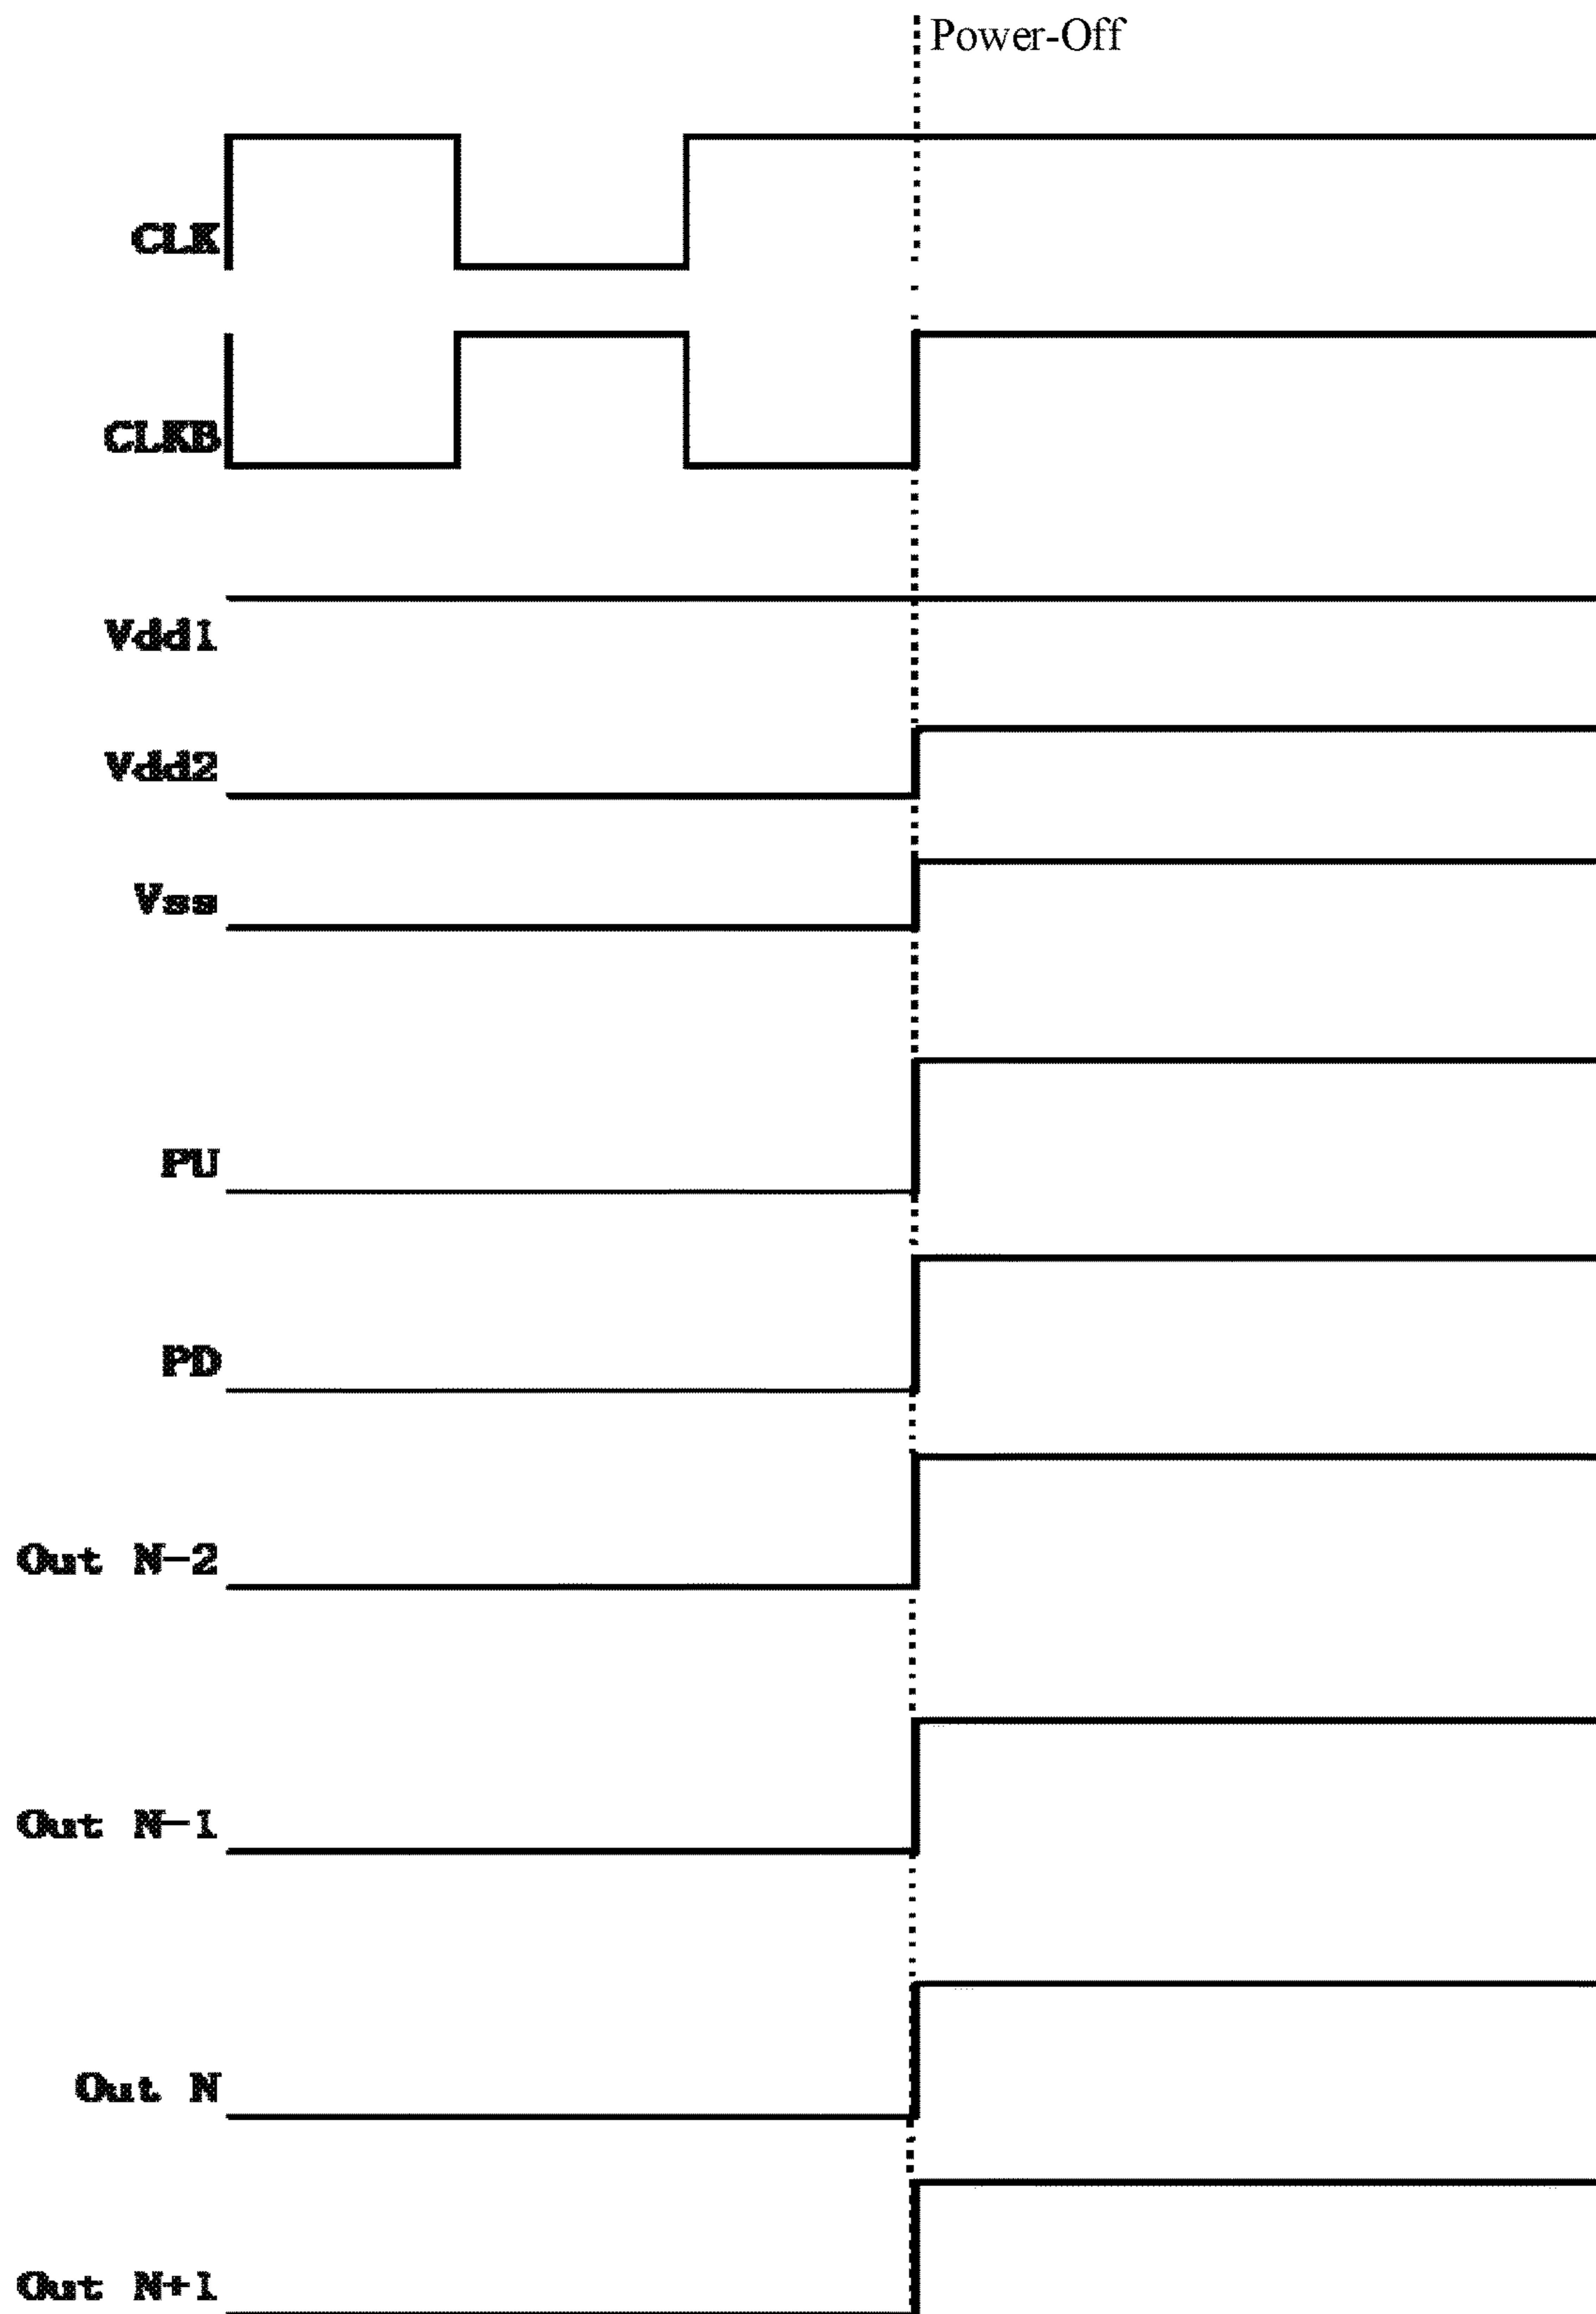 Power-Off
CLK
CLKB
Vdd1
Vdd2
Vss
PU
PD
Out N-2
Out N-1
Out N
Out N+1